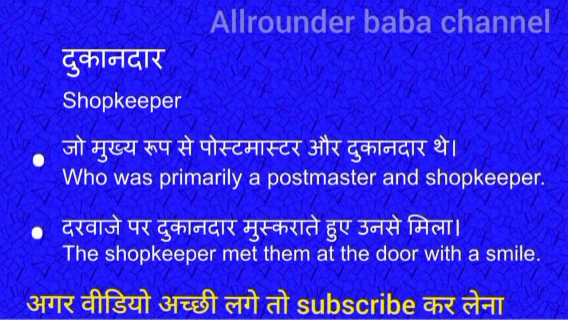 Allrounder baba channel
दुकानदार
Shopkeeper
जो मुख्य रूप से पोस्टमास्टर और दुकानदार थे।
Who was primarily a postmaster and shopkeeper.
दरवाजे पर दुकानदार मुस्कराते हुए उनसे मिला।
The shopkeeper met them at the door with a smile.
अगर वीडियो अच्छी लगे तो subscribe कर लेना